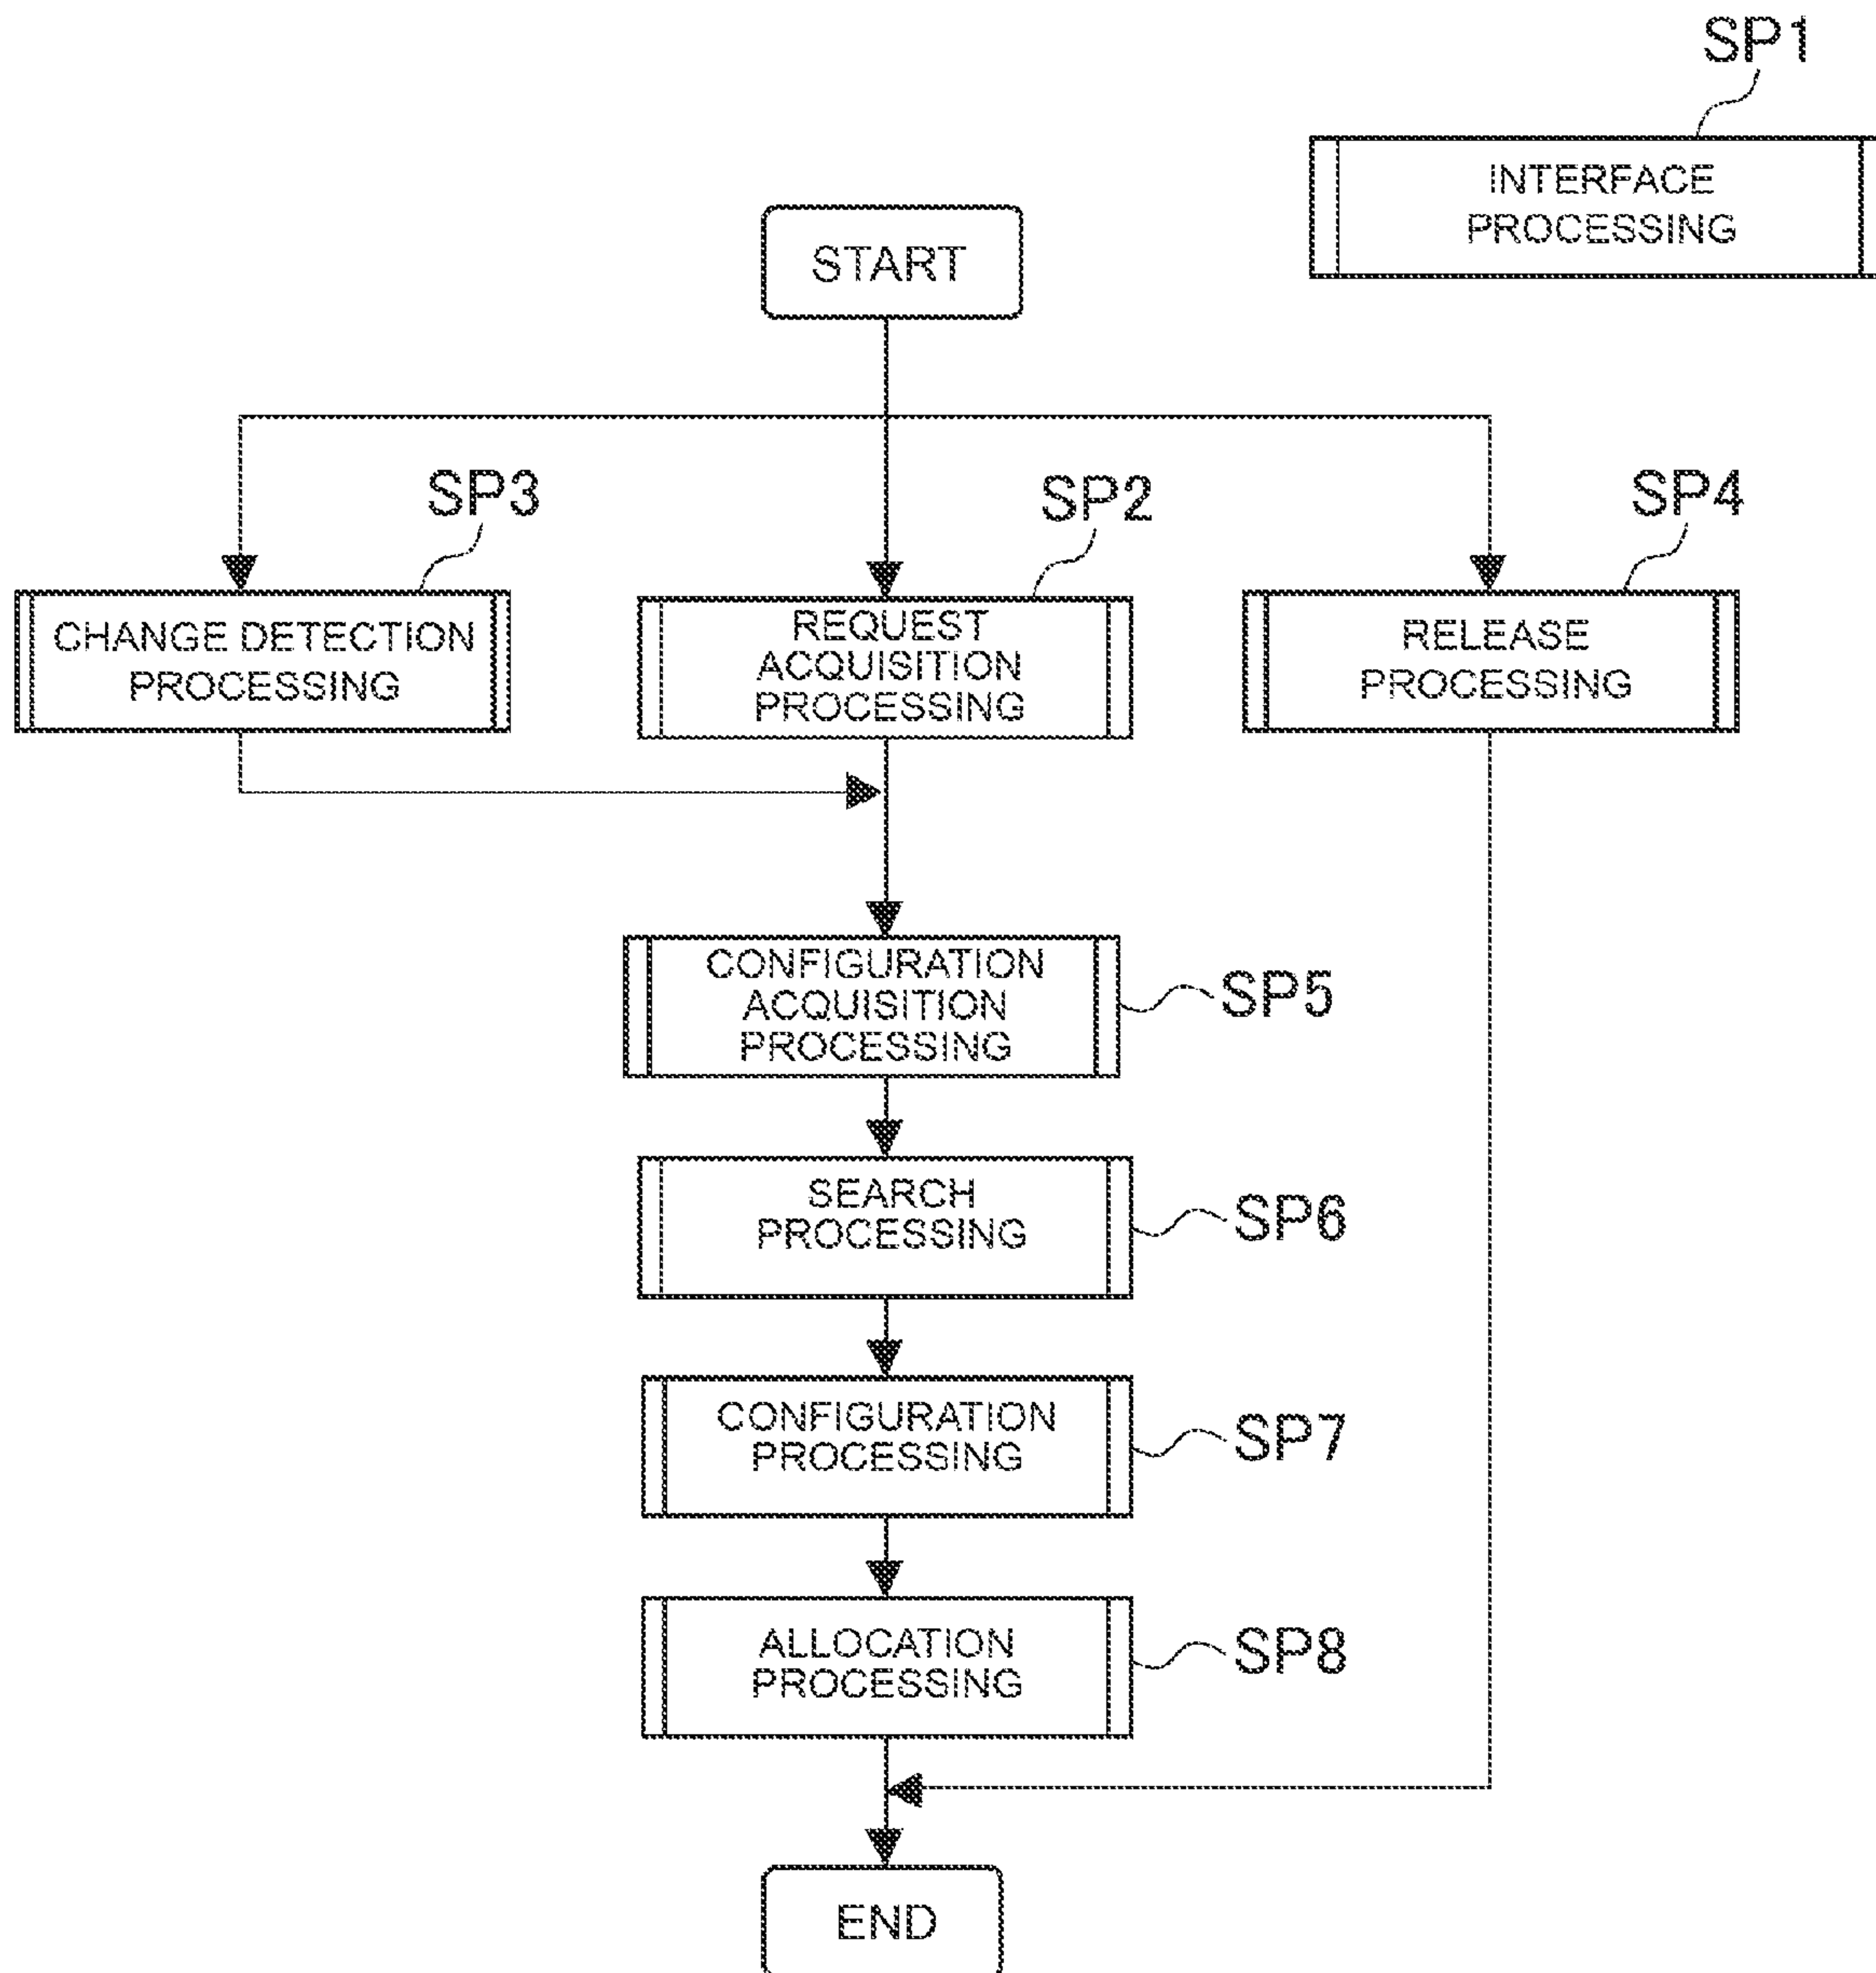 SP1
INTERFACE
PROCESSING
START
SP3
SP2
SP4
CHANGE DETECTION
PROCESSING
REQUEST
ACQUISITION
PROCESSING
RELEASE
PROCESSING
CONFIGURATION
ACQUISITION
PROCESSING
SP5
SEARCH
PROCESSING
SP6
CONFIGURATION
PROCESSING
SP7
ALLOCATION
PROCESSING
SP8
END